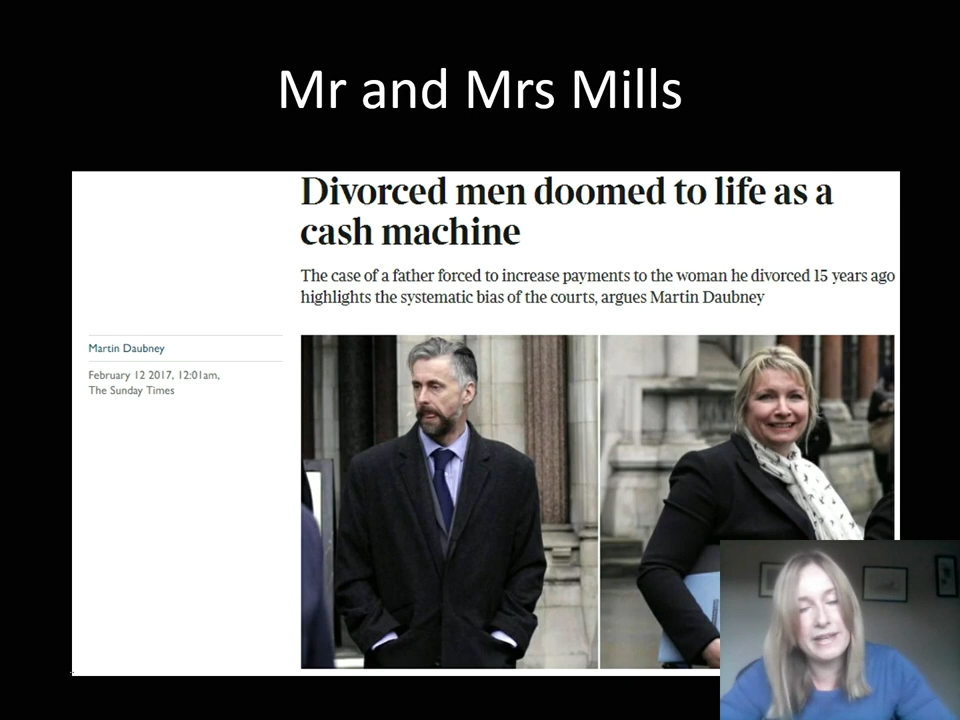 Mr and Mrs Mills
Divorced men doomed to life as a
cash machine
The case of a father forced to increase payments to the woman he divorced 15 years ago
highlights the systematic bias of the courts, argues Martin Daubney
Martin Daubney
February 12 2017, 12:01am,
The Sunday Times